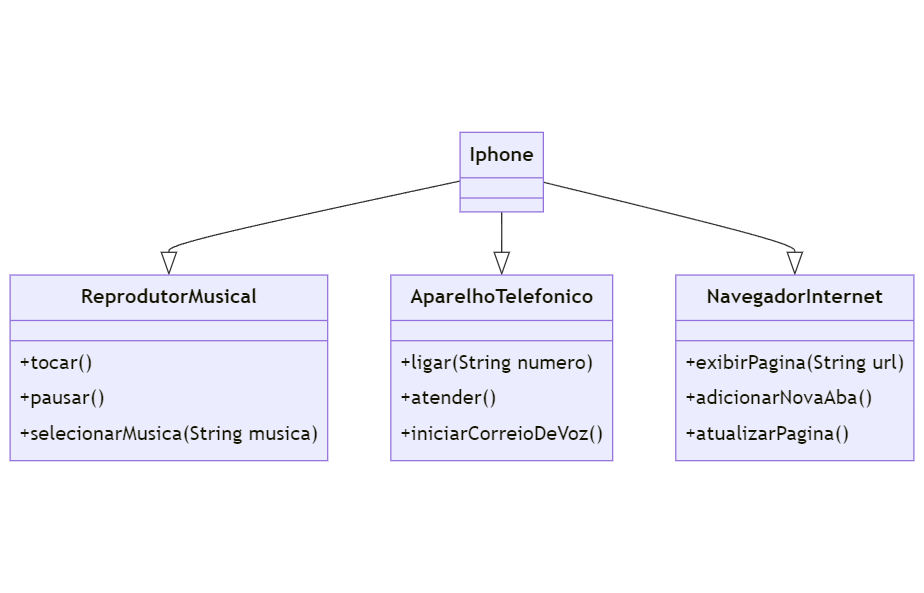 Iphone
ReprodutorMusical
+tocar()
+pausar()
+selecionarMusica(String musica)
AparelhoTelefonico
+ligar(String numero)
+atender()
+iniciarCorreioDeVoz()
NavegadorInternet
+exibirPagina(String url)
+adicionarNovaAba()
+atualizarPagina()